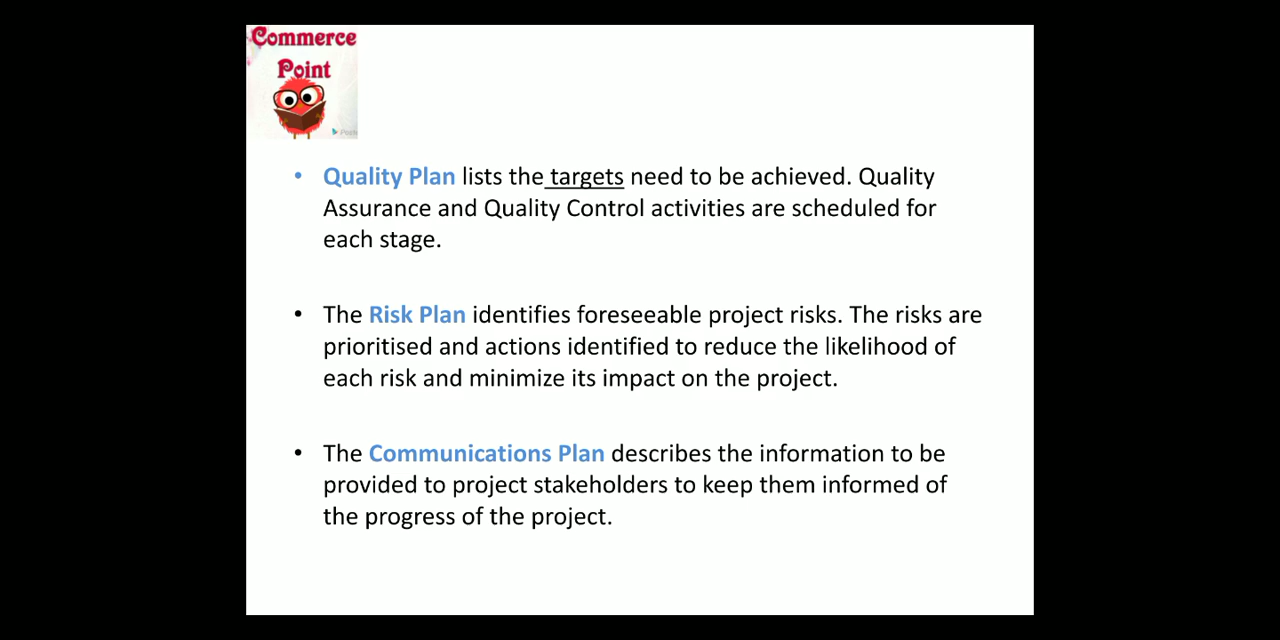 Commerce
Point
• Quality Plan lists the targets need to be achieved. Quality
Assurance and Quality Control activities are scheduled for
each stage.
• The Risk Plan identifies foreseeable project risks. The risks are
prioritised and actions identified to reduce the likelihood of
each risk and minimize its impact on the project.
• The Communications Plan describes the information to be
provided to project stakeholders to keep them informed of
the progress of the project.